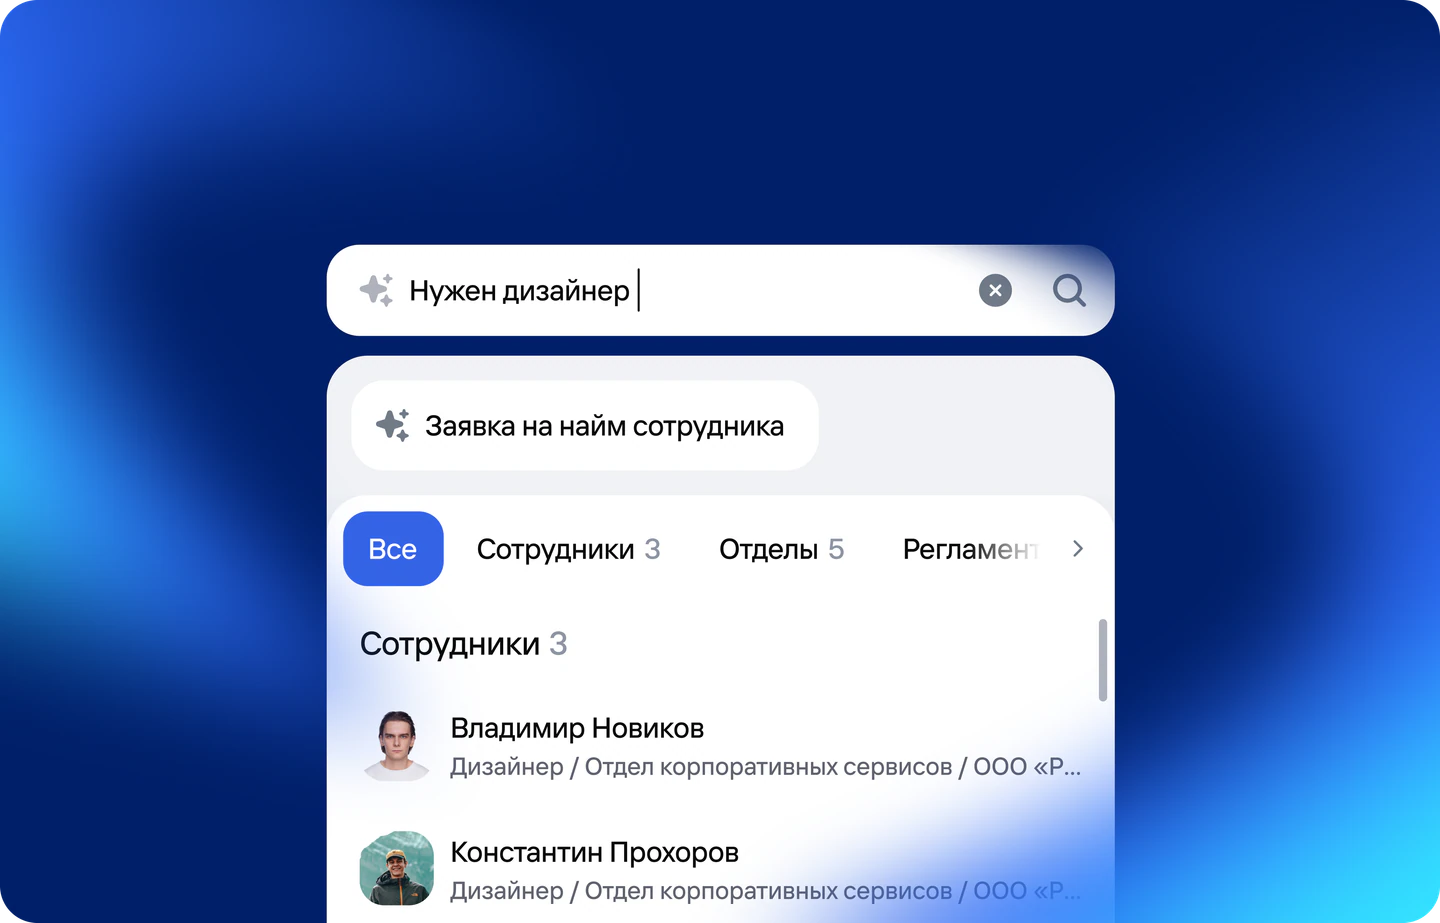 Нужен дизайнер
Заявка на найм сотрудника
Все Сотрудники 3 Отделы 5 Регламент
Сотрудники 3
Владимир Новиков
Дизайнер / Отдел корпоративных сервисов / ООО «Р...
Константин Прохоров
Дизайнер / Отдел корпоративных сервисов / ООО «Р...